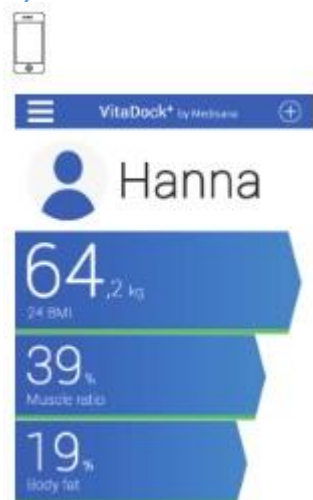 VitaDock+ by Medisana
Hanna
64,2 kg
24 BMI
39%
Muscle ratio
19%
Body fat